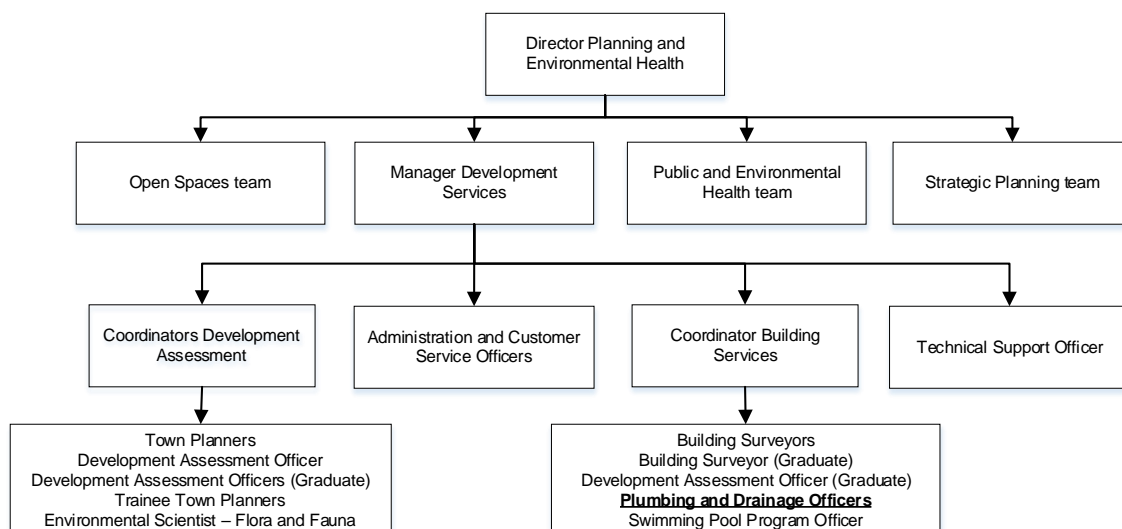 Director Planning and
Environmental Health
Open Spaces team
Manager Development
Services
Public and Environmental
Health team
Strategic Planning team
Coordinators Development
Assessment
Administration and Customer
Service Officers
Coordinator Building
Services
Technical Support Officer
Town Planners
Development Assessment Officer
Development Assessment Officers (Graduate)
Trainee Town Planners
Environmental Scientist – Flora and Fauna
Building Surveyors
Building Surveyor (Graduate)
Development Assessment Officer (Graduate)
Plumbing and Drainage Officers
Swimming Pool Program Officer